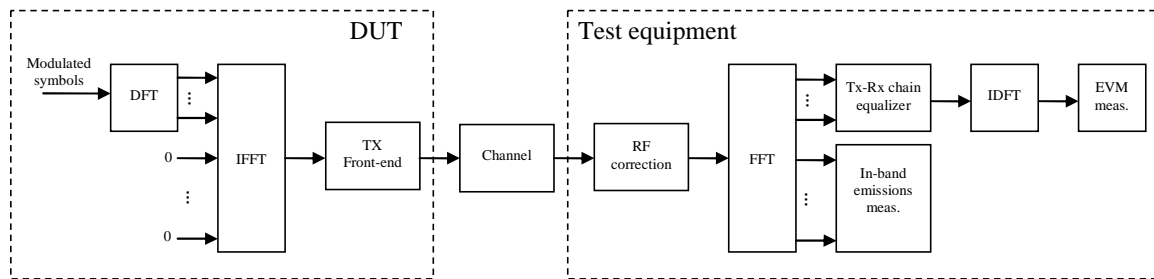 DUT
Test equipment
Modulated
symbols
DFT
...
0
...
0
IFFT
TX
Front-end
Channel
RF
correction
FFT
...
...
Tx-Rx chain
equalizer
In-band
emissions
meas.
IDFT
EVM
meas.